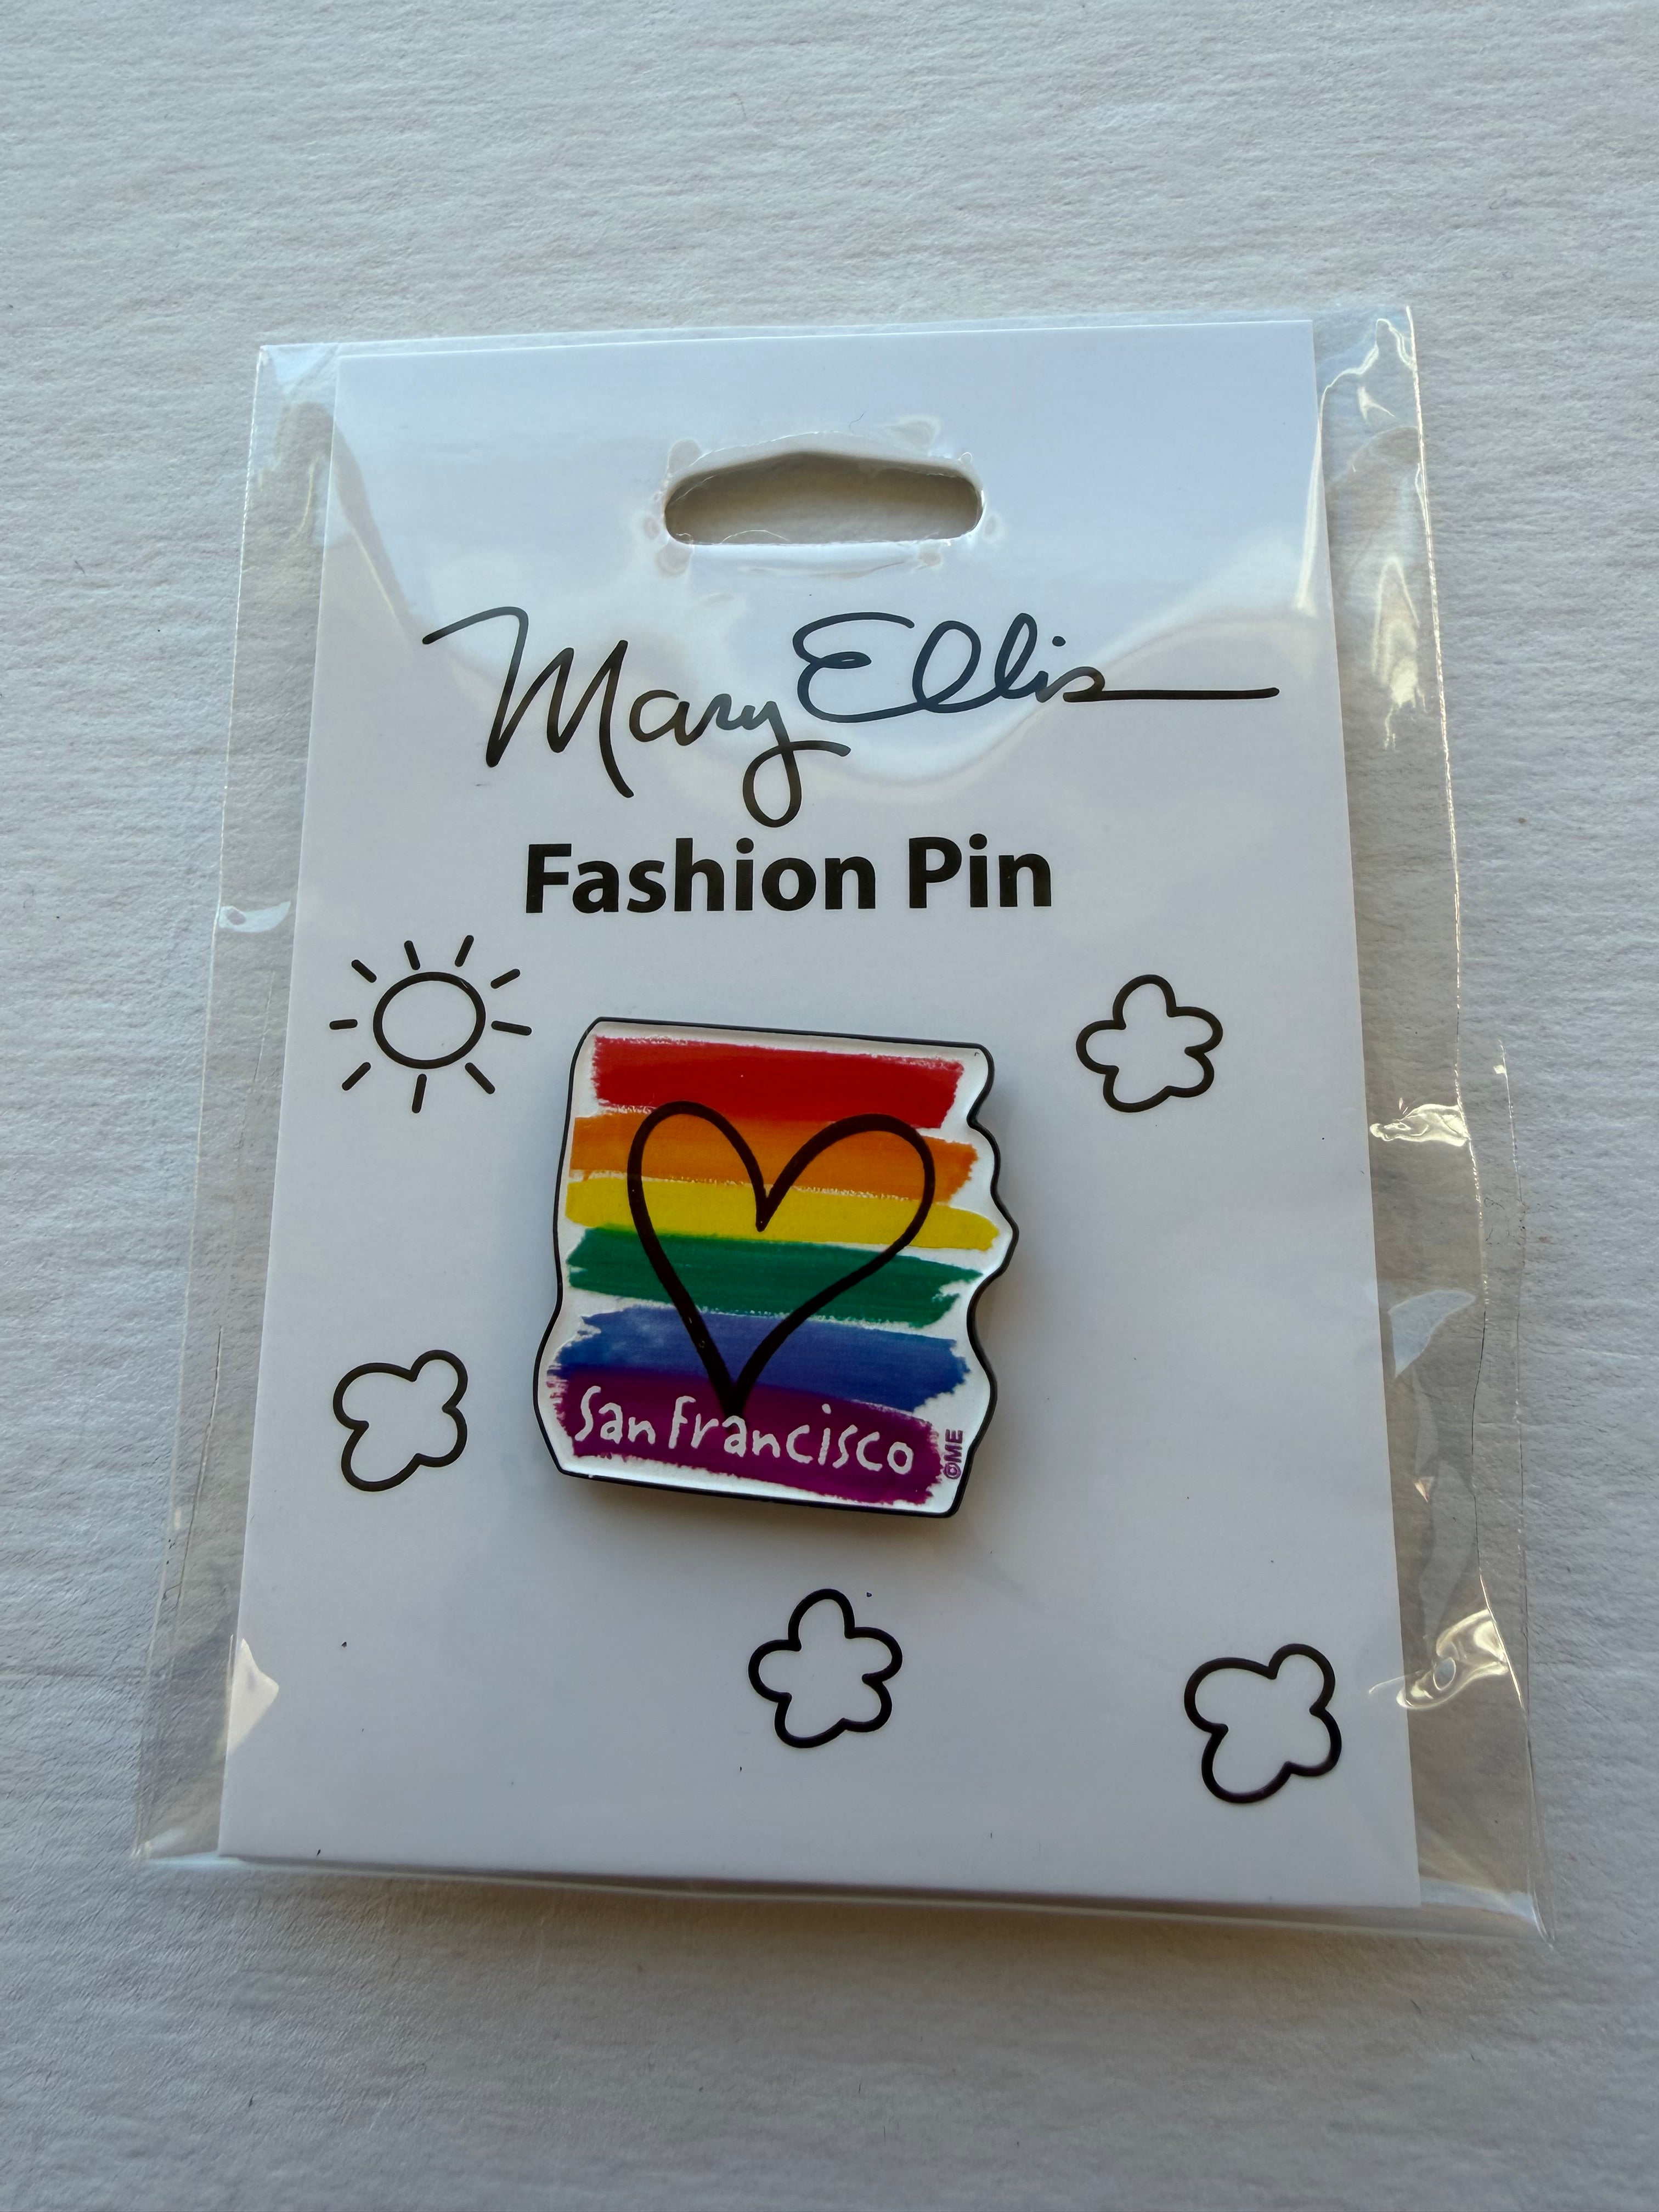 Mary Ellis
Fashion Pin
San Francisco
©ME